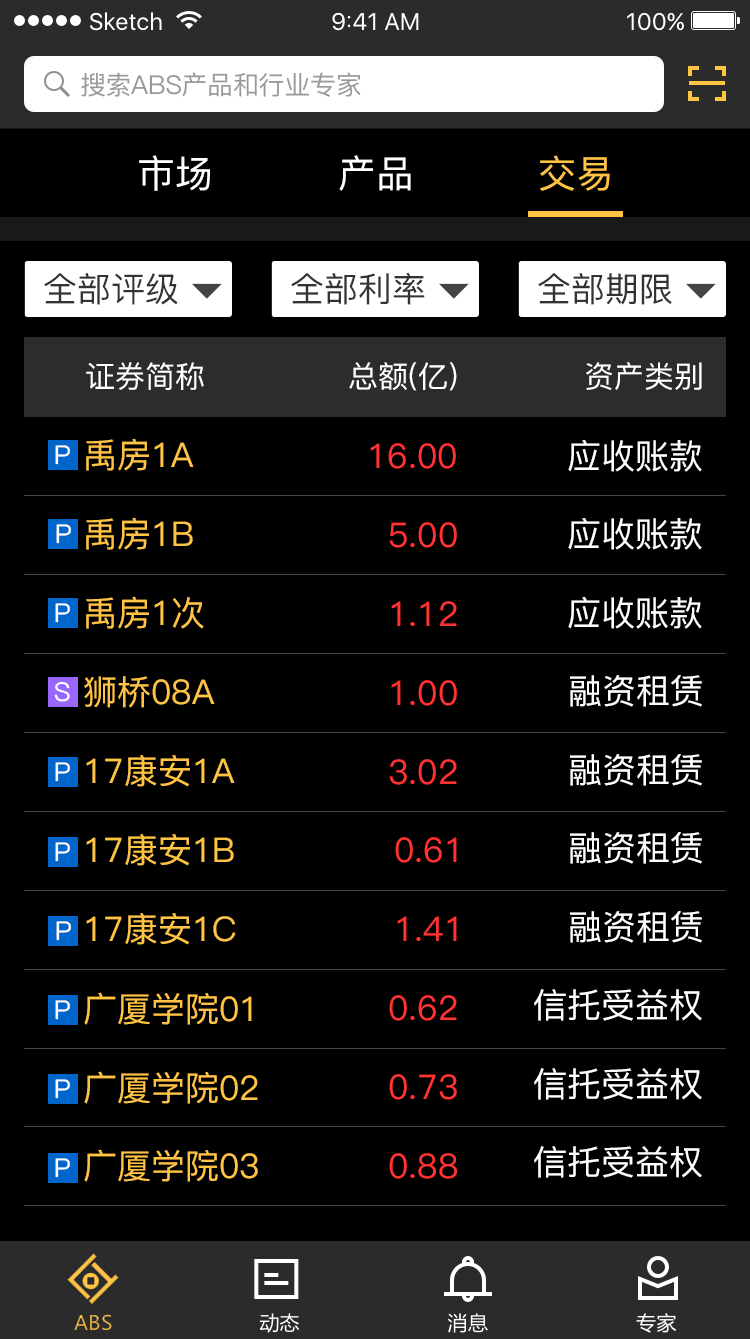 Sketch 9:41 AM 100%
搜索ABS产品和行业专家
市场 产品 交易
全部评级 全部利率 全部期限
证券简称 总额(亿) 资产类别
P 禹房1A 16.00 应收账款
P 禹房1B 5.00 应收账款
P 禹房1次 1.12 应收账款
S 狮桥08A 1.00 融资租赁
P 17康安1A 3.02 融资租赁
P 17康安1B 0.61 融资租赁
P 17康安1C 1.41 融资租赁
P 广厦学院01 0.62 信托受益权
P 广厦学院02 0.73 信托受益权
P 广厦学院03 0.88 信托受益权
ABS 动态 消息 专家